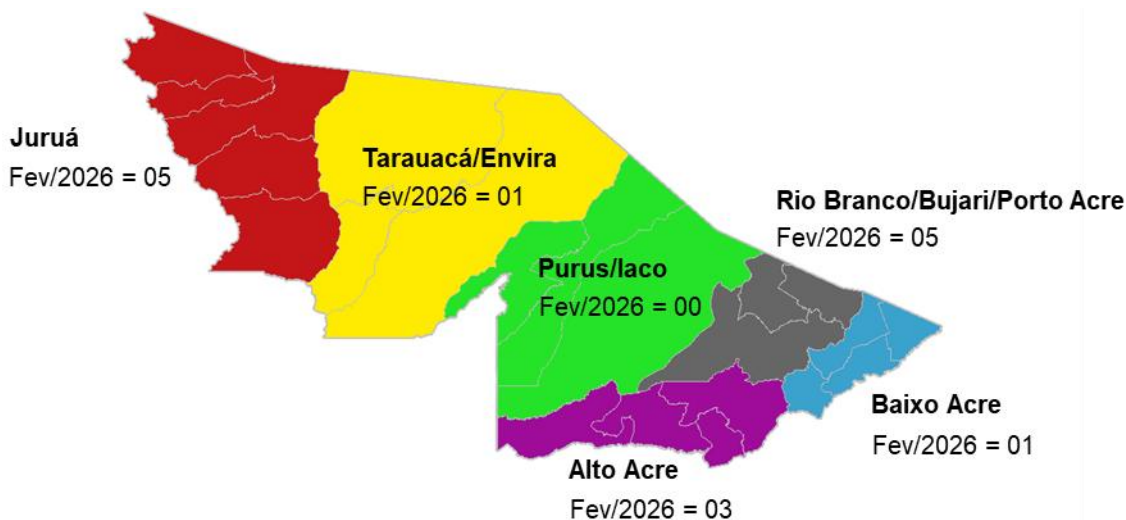 Juruá
Fev/2026 = 05
Tarauacá/Envira
Fev/2026 = 01
Rio Branco/Bujari/Porto Acre
Fev/2026 = 05
Purus/Iaco
Fev/2026 = 00
Baixo Acre
Fev/2026 = 01
Alto Acre
Fev/2026 = 03